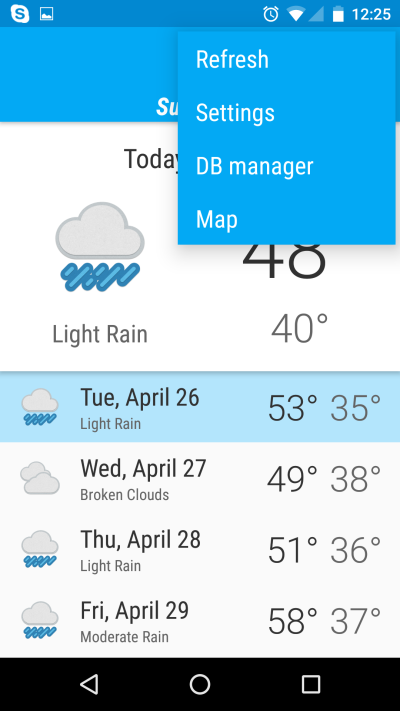 12:25
Refresh
Settings
DB manager
Map
Today
48
Light Rain
40°
Tue, April 26
Light Rain
53° 35°
Wed, April 27
Broken Clouds
49° 38°
Thu, April 28
Light Rain
51° 36°
Fri, April 29
Moderate Rain
58° 37°